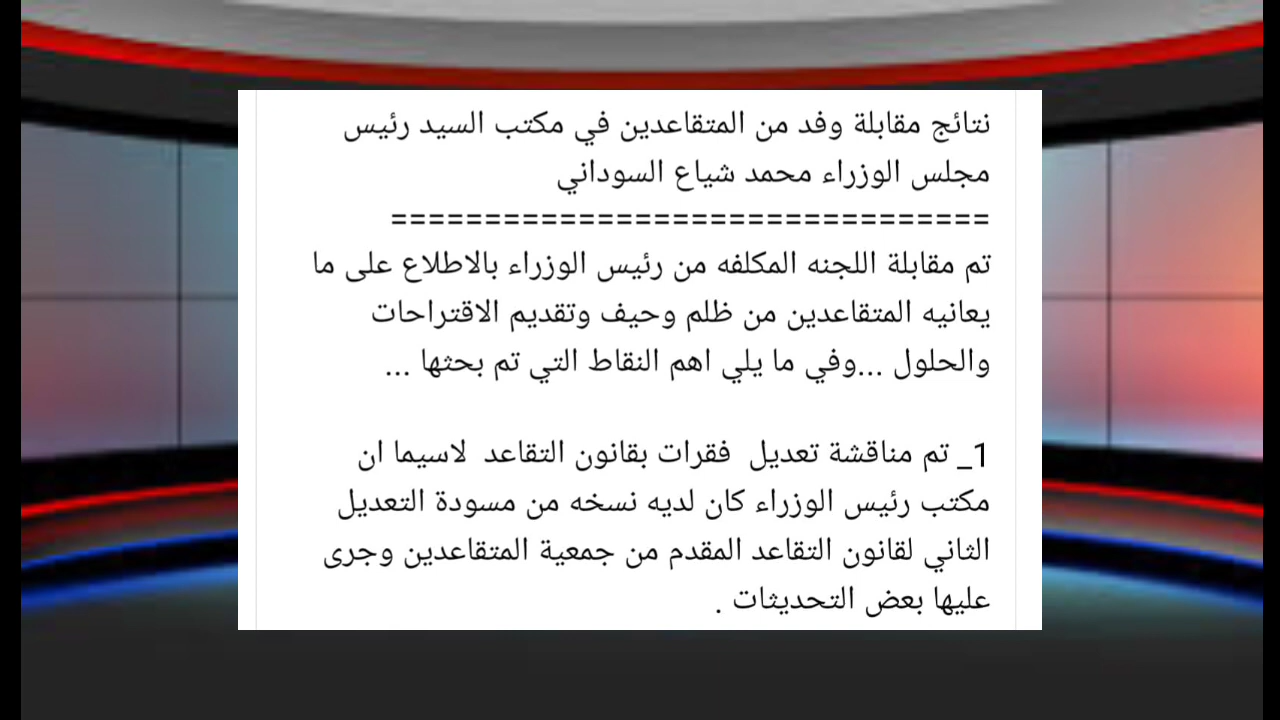 نتائج مقابلة وفد من المتقاعدين في مكتب السيد رئيس
مجلس الوزراء محمد شياع السوداني
================================
تم مقابلة اللجنه المكلفه من رئيس الوزراء بالاطلاع على ما
يعانيه المتقاعدين من ظلم وحيف وتقديم الاقتراحات
والحلول ...وفي ما يلي اهم النقاط التي تم بحثها ...
1_ تم مناقشة تعديل  فقرات بقانون التقاعد  لاسيما ان
مكتب رئيس الوزراء كان لديه نسخه من مسودة التعديل
الثاني لقانون التقاعد المقدم من جمعية المتقاعدين وجرى
عليها بعض التحديثات .